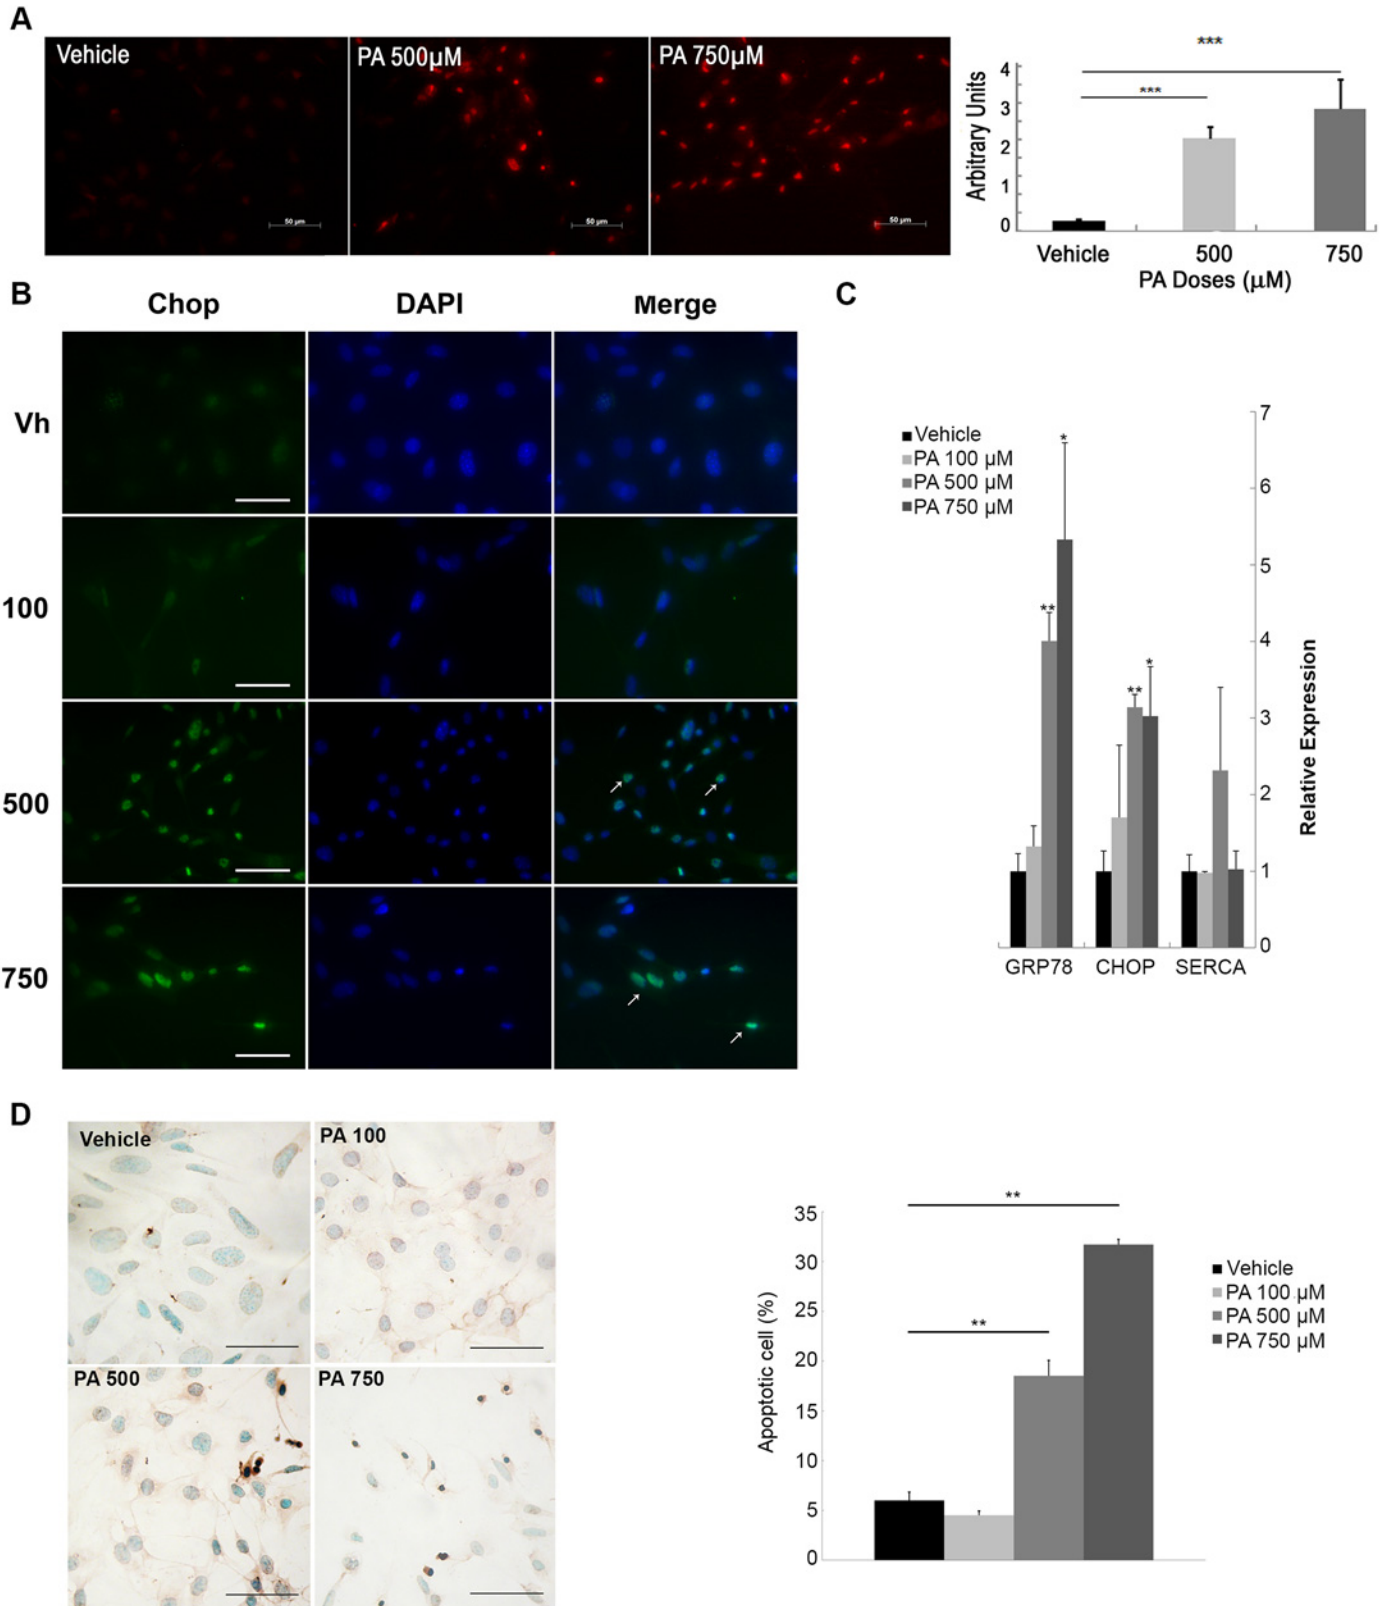 A
Vehicle
PA 500µM
PA 750µM
50 µm
50 µm
50 µm
***
***
Arbitrary Units
4
3
2
1
1
0
Vehicle
500
750
PA Doses (µM)
B
Chop
DAPI
Merge
Vh
100
500
750
C
Vehicle
PA 100 µM
PA 500 µM
PA 750 µM
7
6
5
4
3
2
1
0
Relative Expression
**
*
**
*
GRP78
CHOP
SERCA
D
Vehicle
PA 100
PA 500
PA 750
Apoptotic cell (%)
35
30
25
20
15
10
5
0
**
**
Vehicle
PA 100 µM
PA 500 µM
PA 750 µM